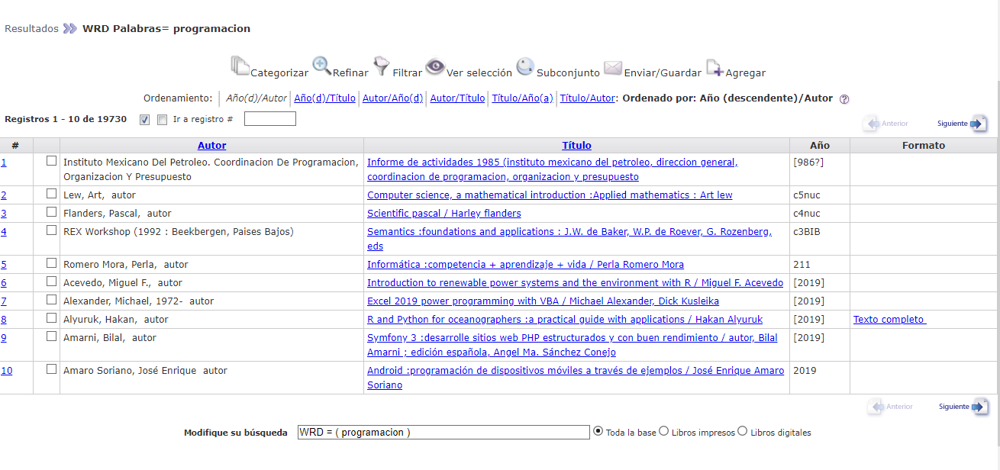 Resultados WRD Palabras= programacion
Categorizar Refinar Filtrar Ver selección Subconjunto Enviar/Guardar Agregar
Ordenamiento: Año(d)/Autor Año(d)/Título Autor/Año(d) Autor/Título Título/Año(a) Título/Autor: Ordenado por: Año (descendente)/Autor ?
Registros 1 - 10 de 19730 Ir a registro # Anterior Siguiente
# Autor Título Año Formato
1 Instituto Mexicano Del Petroleo. Coordinacion De Programacion, Informe de actividades 1985 (instituto mexicano del petroleo, direccion general, [986?]
Organizacion Y Presupuesto coordinacion de programacion, organizacion y presupuesto
2 Lew, Art, autor Computer science, a mathematical introduction :Applied mathematics : Art lew c5nuc
3 Flanders, Pascal, autor Scientific pascal / Harley flanders c4nuc
4 REX Workshop (1992 : Beekbergen, Paises Bajos) Semantics :foundations and applications : J.W. de Baker, W.P. de Roever, G. Rozenberg, c3BIB
eds
5 Romero Mora, Perla, autor Informática :competencia + aprendizaje + vida / Perla Romero Mora 211
6 Acevedo, Miguel F., autor Introduction to renewable power systems and the environment with R / Miguel F. Acevedo [2019]
7 Alexander, Michael, 1972- autor Excel 2019 power programming with VBA / Michael Alexander, Dick Kusleika [2019]
8 Alyuruk, Hakan, autor R and Python for oceanographers :a practical guide with applications / Hakan Alyuruk [2019] Texto completo
9 Amarni, Bilal, autor Symfony 3 :desarrolle sitios web PHP estructurados y con buen rendimiento / autor, Bilal [2019]
Amarni ; edición española, Angel Ma. Sánchez Conejo
10 Amaro Soriano, José Enrique autor Android :programación de dispositivos móviles a través de ejemplos / José Enrique Amaro 2019
Soriano
Anterior Siguiente
Modifique su búsqueda WRD = ( programacion ) Toda la base Libros impresos Libros digitales